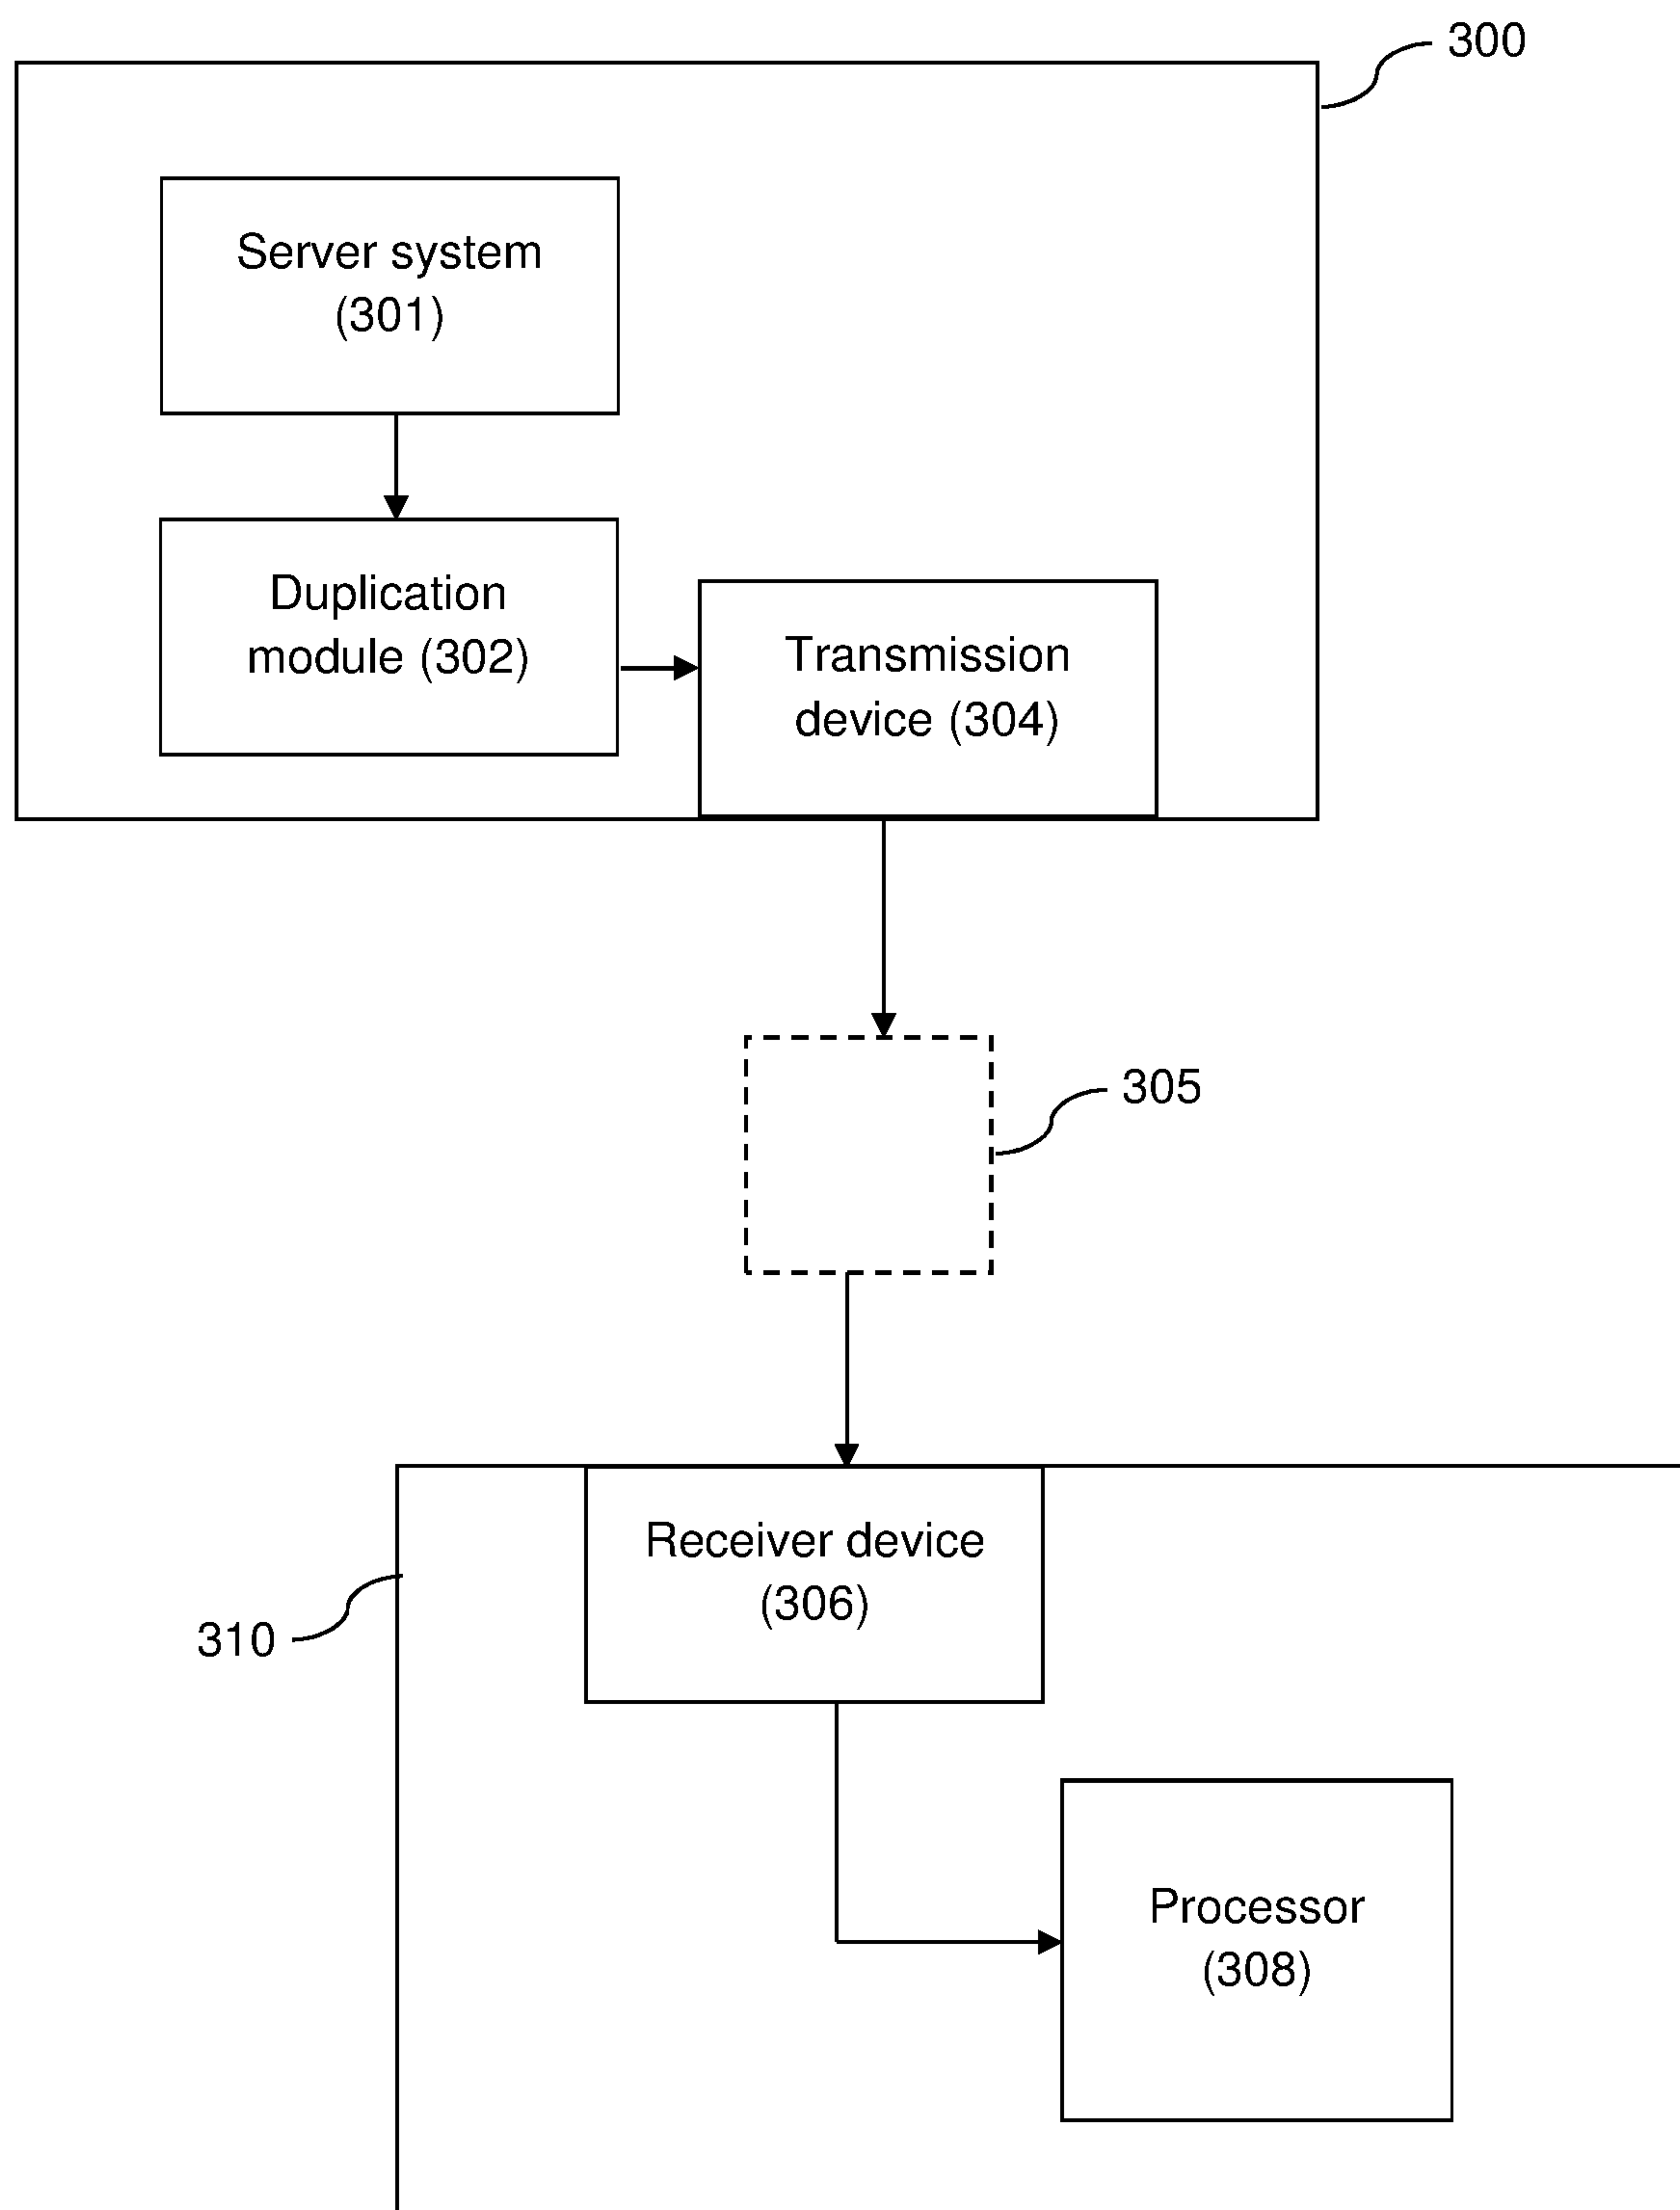 300
Server system
(301)
Duplication
module (302)
Transmission
device (304)
305
Receiver device
(306)
310
Processor
(308)